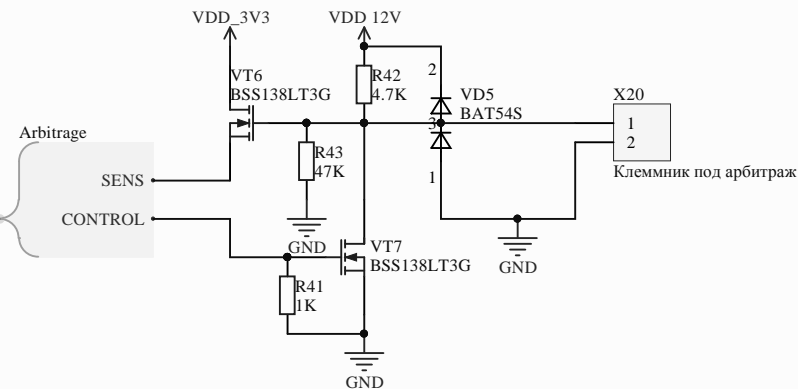 VDD_3V3
VDD 12V
VT6
BSS138LT3G
R42
4.7K
2
VD5
BAT54S
3
1
X20
1
2
Клеммник под арбитраж
Arbitrage
SENS
CONTROL
R43
47K
GND
VT7
BSS138LT3G
R41
1K
GND
GND